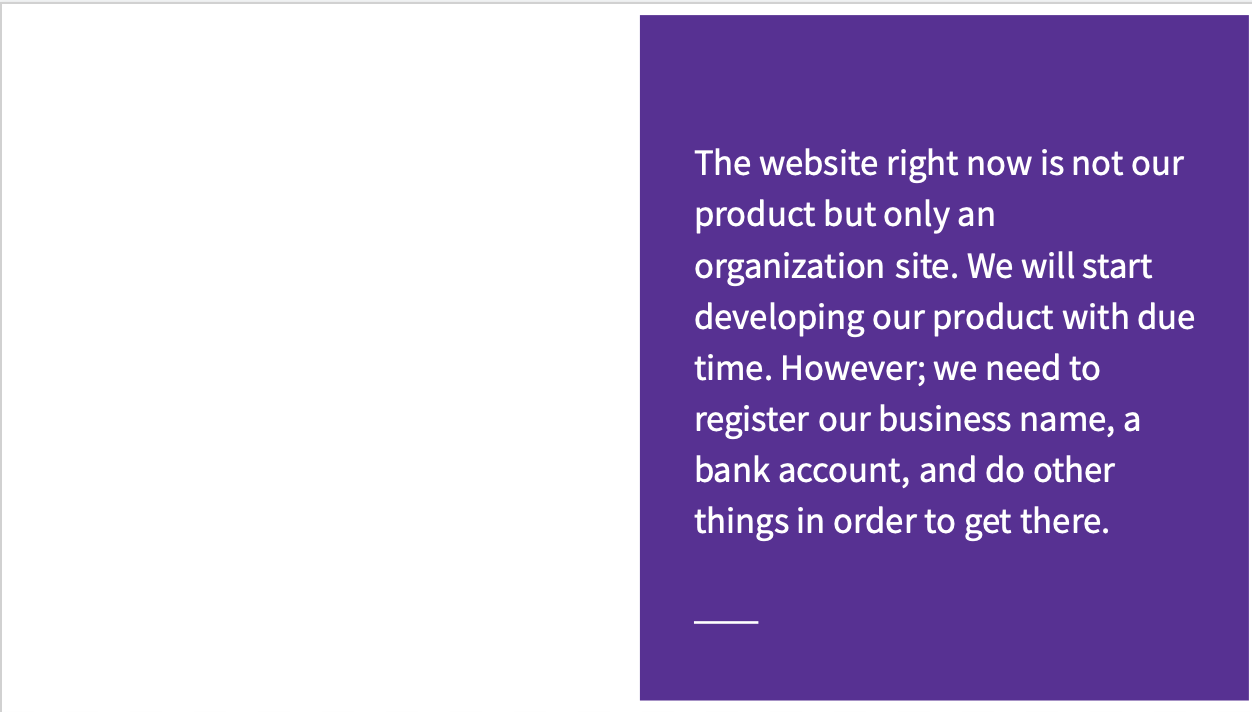 The website right now is not our
product but only an
organization site. We will start
developing our product with due
time. However; we need to
register our business name, a
bank account, and do other
things in order to get there.